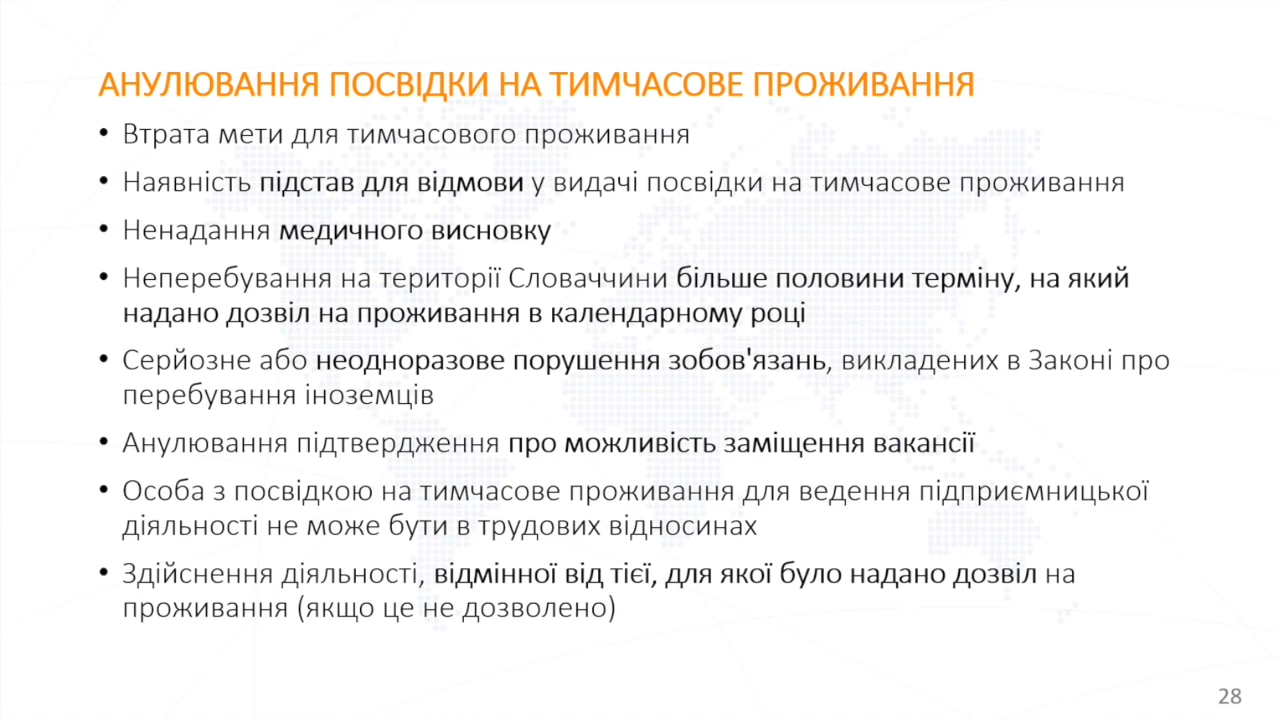 АНУЛЮВАННЯ ПОСВІДКИ НА ТИМЧАСОВЕ ПРОЖИВАННЯ
• Втрата мети для тимчасового проживання
• Наявність підстав для відмови у видачі посвідки на тимчасове проживання
• Ненадання медичного висновку
• Неперебування на території Словаччини більше половини терміну, на який
надано дозвіл на проживання в календарному році
• Серйозне або неодноразове порушення зобов'язань, викладених в Законі про
перебування іноземців
• Анулювання підтвердження про можливість заміщення вакансії
• Особа з посвідкою на тимчасове проживання для ведення підприємницької
діяльності не може бути в трудових відносинах
• Здійснення діяльності, відмінної від тієї, для якої було надано дозвіл на
проживання (якщо це не дозволено)
28